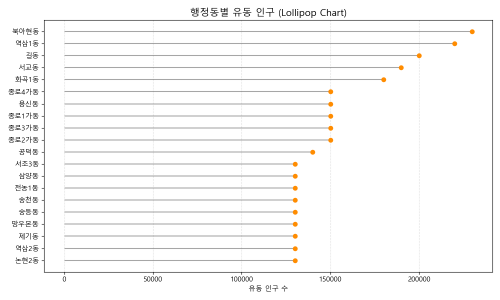 행정동별 유동 인구 (Lollipop Chart)
북아현동
역삼1동
길동
서교동
화곡1동
종로4가동
용신동
종로1가동
종로3가동
종로2가동
공덕동
서초3동
삼양동
전농1동
송천동
송중동
망우본동
제기동
역삼2동
논현2동
0
50000
100000
150000
200000
유동 인구 수